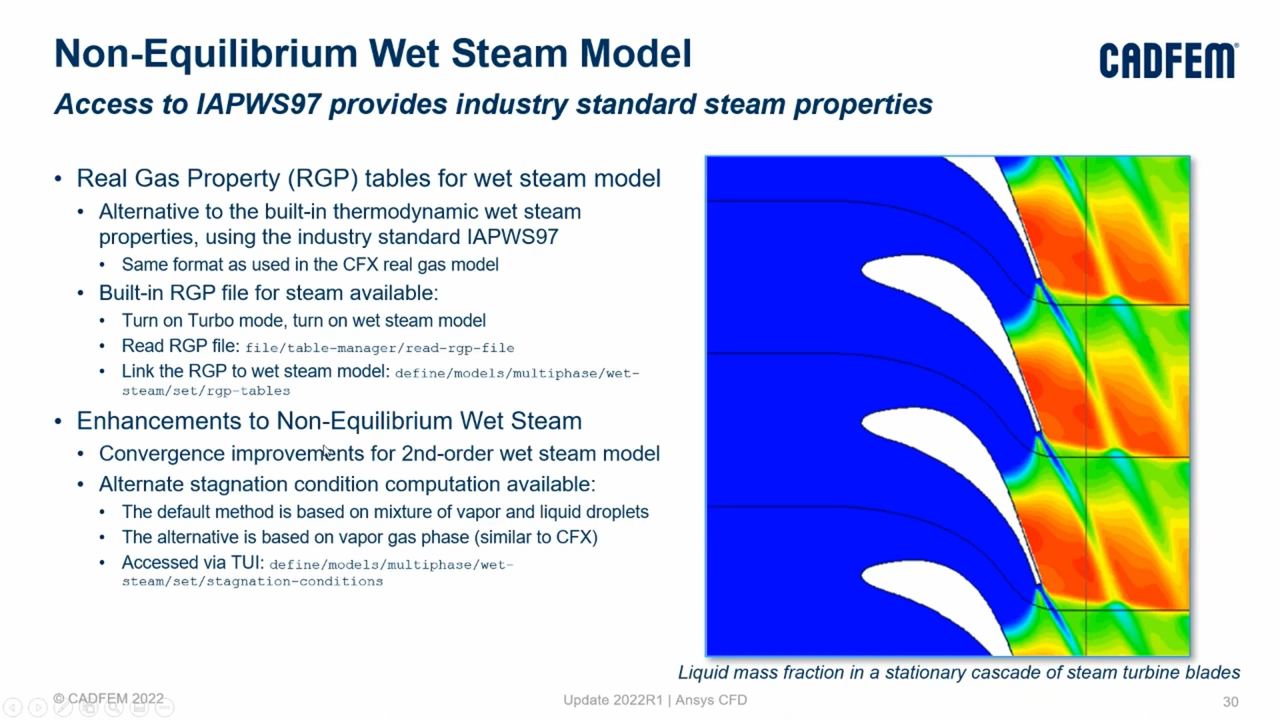 Non-Equilibrium Wet Steam Model
CADFEM®
Access to IAPWS97 provides industry standard steam properties
• Real Gas Property (RGP) tables for wet steam model
• Alternative to the built-in thermodynamic wet steam
properties, using the industry standard IAPWS97
• Same format as used in the CFX real gas model
• Built-in RGP file for steam available:
• Turn on Turbo mode, turn on wet steam model
• Read RGP file: file/table-manager/read-rgp-file
• Link the RGP to wet steam model: define/models/multiphase/wet-
steam/set/rgp-tables
• Enhancements to Non-Equilibrium Wet Steam
• Convergence improvements for 2nd-order wet steam model
• Alternate stagnation condition computation available:
• The default method is based on mixture of vapor and liquid droplets
• The alternative is based on vapor gas phase (similar to CFX)
• Accessed via TUI: define/models/multiphase/wet-
steam/set/stagnation-conditions
Liquid mass fraction in a stationary cascade of steam turbine blades
© CADFEM 2022
Update 2022R1 | Ansys CFD
30